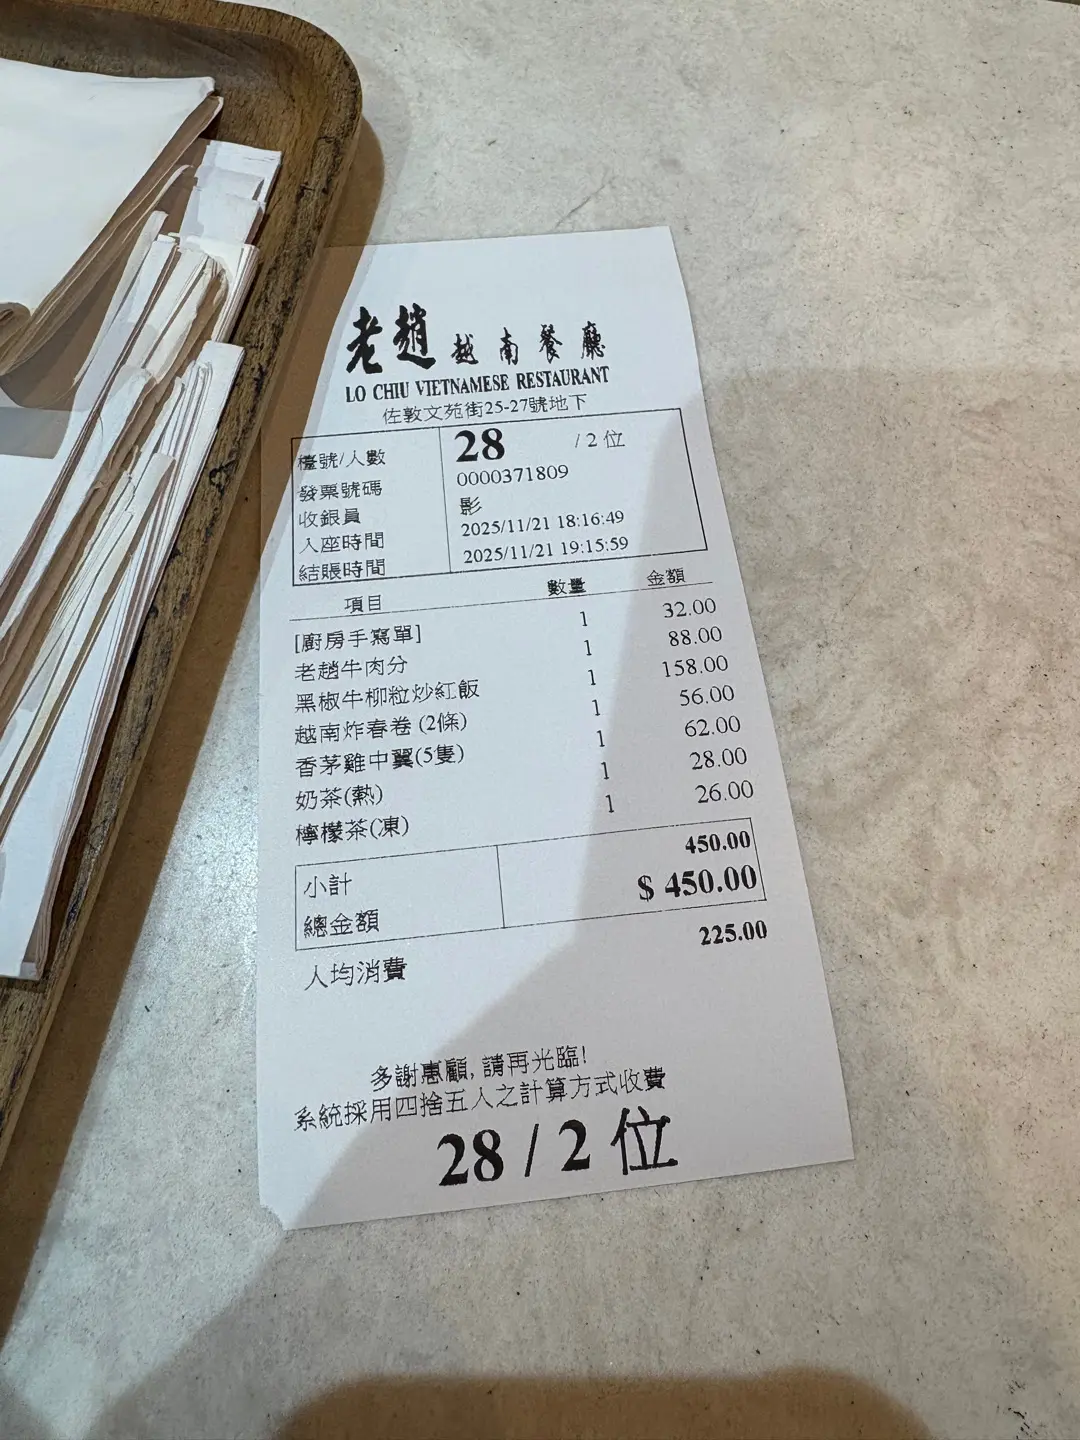 老趙越南餐廳
LO CHIU VIETNAMESE RESTAURANT
佐敦文苑街25-27號地下
檯號/人數 28 / 2 位
發票號碼 0000371809
收銀員 影
入座時間 2025/11/21 18:16:49
結賬時間 2025/11/21 19:15:59
項目 數量 金額
[廚房手寫單] 1 32.00
老趙牛肉分 1 88.00
黑椒牛柳粒炒紅飯 1 158.00
越南炸春卷 (2條) 1 56.00
香茅雞中翼(5隻) 1 62.00
奶茶(熱) 1 28.00
檸檬茶(凍) 1 26.00
小計 450.00
總金額 $ 450.00
人均消費 225.00
多謝惠顧, 請再光臨!
系統採用四捨五入之計算方式收費
28 / 2 位